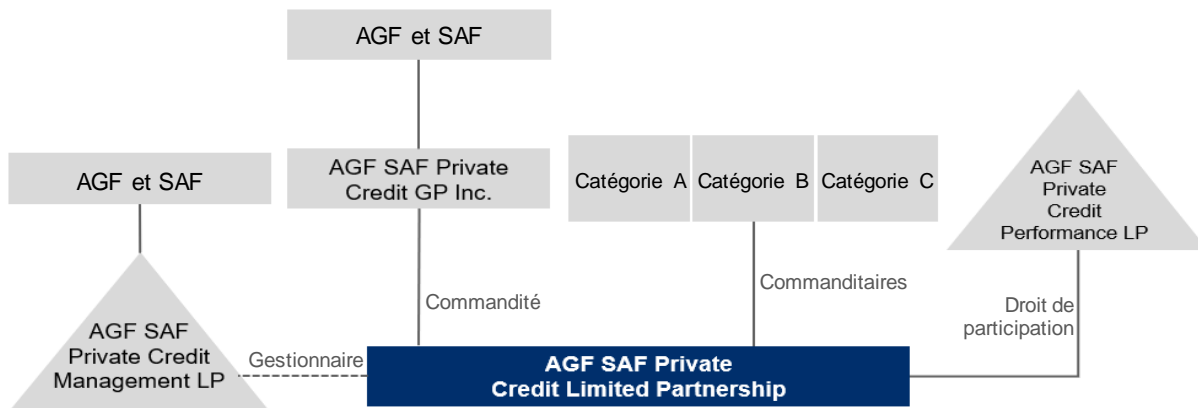 AGF et SAF
AGF et SAF
AGF SAF Private
Credit GP Inc.
Catégorie A
Catégorie B
Catégorie C
AGF SAF
Private
Credit
Performance LP
Commandité
Commanditaires
Droit de
participation
AGF SAF
Private Credit
Management LP
Gestionnaire
AGF SAF Private
Credit Limited Partnership